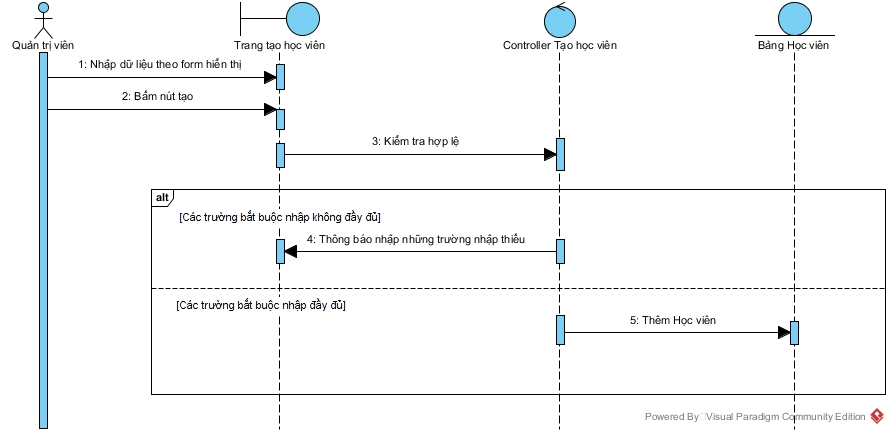 Quản trị viên
Trang tạo học viên
Controller Tạo học viên
Bảng Học viên
1: Nhập dữ liệu theo form hiển thị
2: Bấm nút tạo
3: Kiểm tra hợp lệ
alt
[Các trường bắt buộc nhập không đầy đủ]
4: Thông báo nhập những trường nhập thiếu
[Các trường bắt buộc nhập đầy đủ]
5: Thêm Học viên
Powered By Visual Paradigm Community Edition